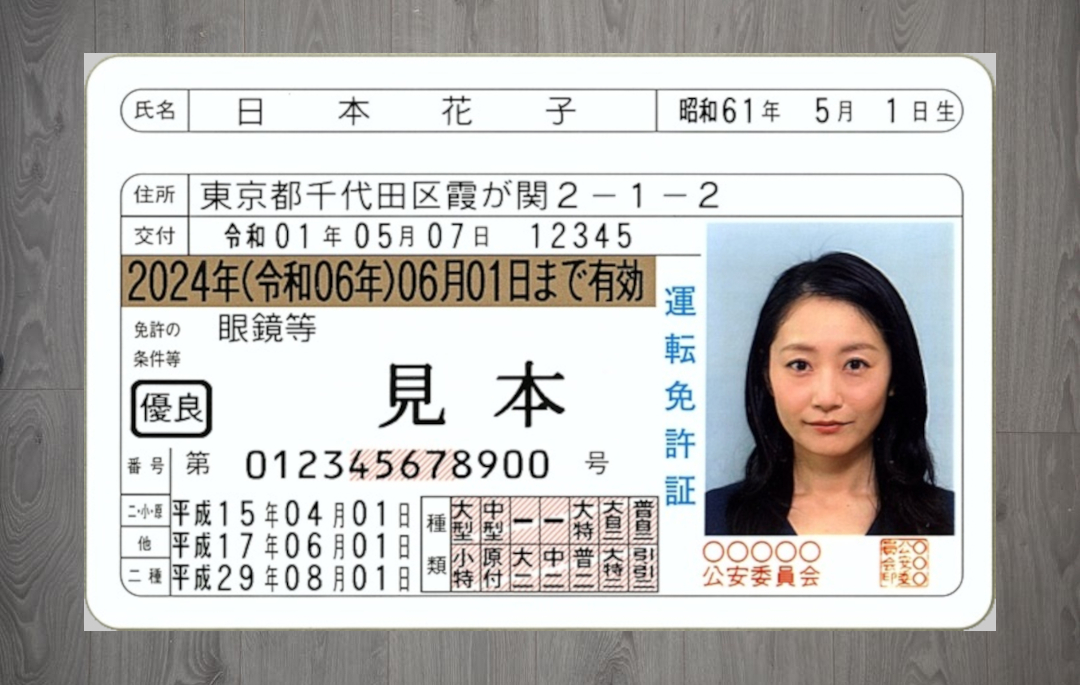 氏名 日本花子 昭和61年 5月 1日生
住所 東京都千代田区霞が関2-1-2
交付 令和01年05月07日 12345
2024年(令和06年)06月01日まで有効
免許の 眼鏡等
条件等
見本
優良
番号 第 012345678900 号
二・小・原 平成15年04月01日
他 平成17年06月01日
二種 平成29年08月01日
種類
大型 中型 ー ー 大特 大自二 普自二
小特 原付 大二 中二 普二 大特二 引引二
運転免許証
○○○○○
公安委員会